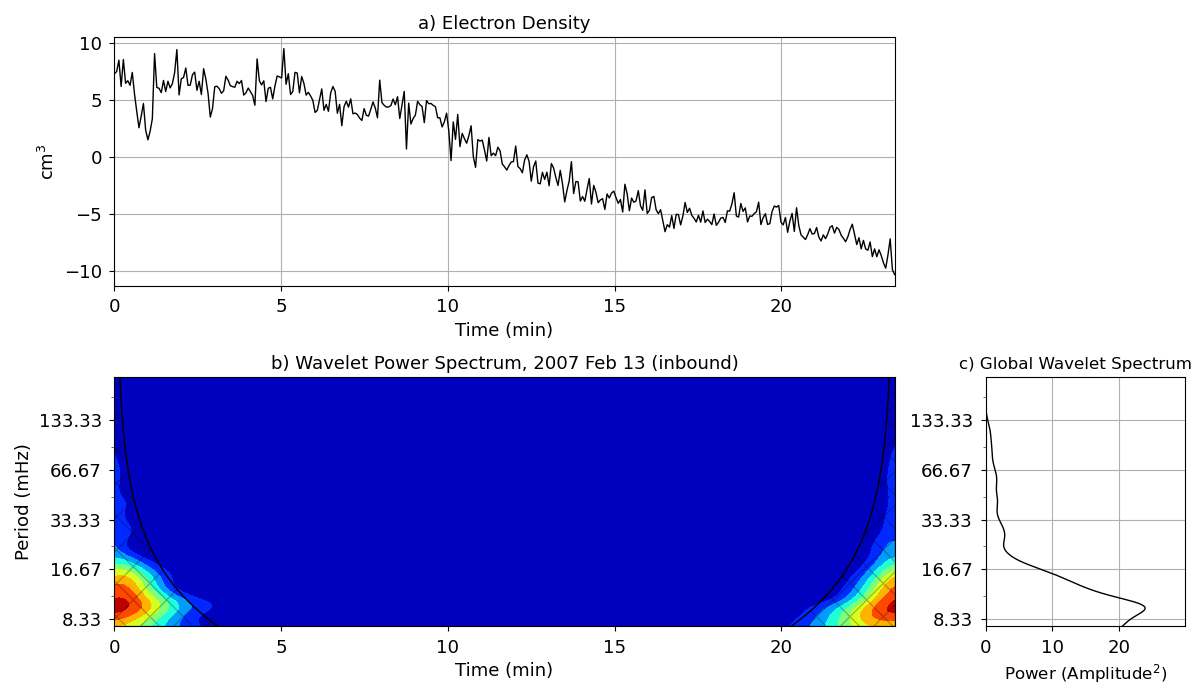 a) Electron Density
10
5
0
−5
−10
cm³
0 5 10 15 20
Time (min)
b) Wavelet Power Spectrum, 2007 Feb 13 (inbound)
133.33
66.67
33.33
16.67
8.33
Period (mHz)
0 5 10 15 20
Time (min)
c) Global Wavelet Spectrum
133.33
66.67
33.33
16.67
8.33
0 10 20
Power (Amplitude²)